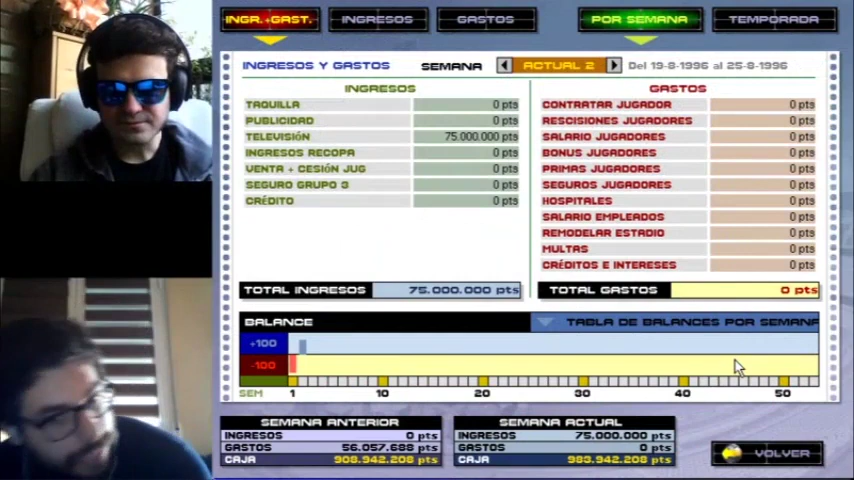 INGR.+GAST. INGRESOS GASTOS POR SEMANA TEMPORADA
INGRESOS Y GASTOS SEMANA ACTUAL 2 Del 19-8-1996 al 25-8-1996
INGRESOS GASTOS
TAQUILLA 0 pts CONTRATAR JUGADOR 0 pts
PUBLICIDAD 0 pts RESCISIONES JUGADORES 0 pts
TELEVISIÓN 75.000.000 pts SALARIO JUGADORES 0 pts
INGRESOS RECOPA 0 pts BONUS JUGADORES 0 pts
VENTA + CESIÓN JUG 0 pts PRIMAS JUGADORES 0 pts
SEGURO GRUPO 3 0 pts SEGUROS JUGADORES 0 pts
CRÉDITO 0 pts HOSPITALES 0 pts
SALARIO EMPLEADOS 0 pts
REMODELAR ESTADIO 0 pts
MULTAS 0 pts
CRÉDITOS E INTERESES 0 pts
TOTAL INGRESOS 75.000.000 pts TOTAL GASTOS 0 pts
BALANCE TABLA DE BALANCES POR SEMANA
+100
-100
SEM 1 10 20 30 40 50
SEMANA ANTERIOR SEMANA ACTUAL
INGRESOS 0 pts INGRESOS 75.000.000 pts
GASTOS 56.057.688 pts GASTOS 0 pts
CAJA 908.942.208 pts CAJA 983.942.208 pts
VOLVER